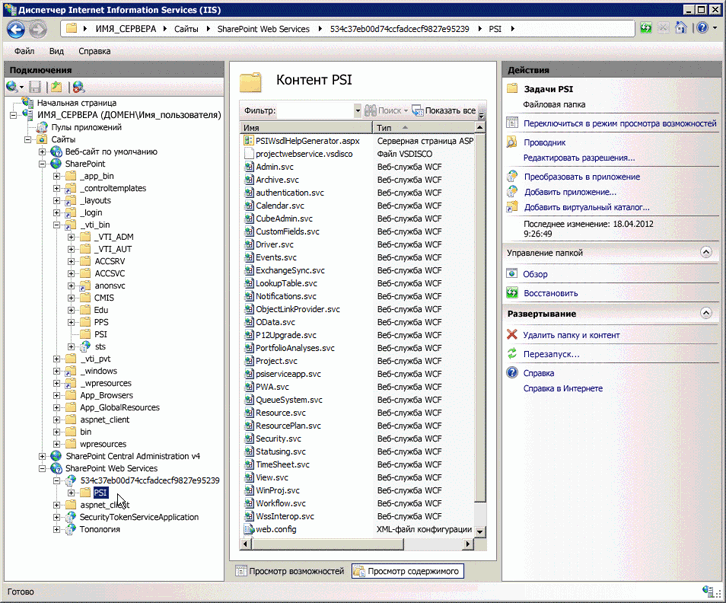 Диспетчер Internet Information Services (IIS)
ИМЯ_СЕРВЕРА
Сайты
SharePoint Web Services
534c37eb00d74ccfadcecf9827e95239
PSI
Файл
Вид
Справка
Подключения
Начальная страница
ИМЯ_СЕРВЕРА (ДОМЕН\Имя_пользователя)
Пулы приложений
Сайты
Веб-сайт по умолчанию
SharePoint
_app_bin
_controltemplates
_layouts
_login
_vti_bin
_VTI_ADM
_VTI_AUT
ACCSRV
ACCSVC
anonsvc
CMIS
Edu
PPS
PSI
sts
_vti_pvt
_windows
_wpresources
App_Browsers
App_GlobalResources
aspnet_client
bin
wpresources
SharePoint Central Administration v4
SharePoint Web Services
534c37eb00d74ccfadcecf9827e95239
PSI
aspnet_client
SecurityTokenServiceApplication
Топология
Контент PSI
Фильтр:
Поиск
Показать все
Имя
Тип
PSIWsdlHelpGenerator.aspx
Серверная страница ASP
projectwebservice.vsdisco
Файл VSDISCO
Admin.svc
Веб-служба WCF
Archive.svc
Веб-служба WCF
authentication.svc
Веб-служба WCF
Calendar.svc
Веб-служба WCF
CubeAdmin.svc
Веб-служба WCF
CustomFields.svc
Веб-служба WCF
Driver.svc
Веб-служба WCF
Events.svc
Веб-служба WCF
ExchangeSync.svc
Веб-служба WCF
LookupTable.svc
Веб-служба WCF
Notifications.svc
Веб-служба WCF
ObjectLinkProvider.svc
Веб-служба WCF
OData.svc
Веб-служба WCF
P12Upgrade.svc
Веб-служба WCF
PortfolioAnalyses.svc
Веб-служба WCF
Project.svc
Веб-служба WCF
psiserviceapp.svc
Веб-служба WCF
PWA.svc
Веб-служба WCF
QueueSystem.svc
Веб-служба WCF
Resource.svc
Веб-служба WCF
ResourcePlan.svc
Веб-служба WCF
Security.svc
Веб-служба WCF
Statusing.svc
Веб-служба WCF
TimeSheet.svc
Веб-служба WCF
View.svc
Веб-служба WCF
WinProj.svc
Веб-служба WCF
Workflow.svc
Веб-служба WCF
WssInterop.svc
Веб-служба WCF
web.config
XML-файл конфигурации
Просмотр возможностей
Просмотр содержимого
Действия
Задачи PSI
Файловая папка
Переключиться в режим просмотра возможностей
Проводник
Редактировать разрешения...
Преобразовать в приложение
Добавить приложение...
Добавить виртуальный каталог...
Последнее изменение: 18.04.2012
9:26:49
Управление папкой
Обзор
Восстановить
Развертывание
Удалить папку и контент
Перезапуск...
Справка
Справка в Интернете
Готово